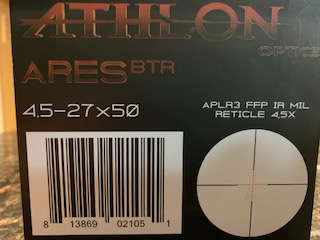 ATHLON
OPTICS
ARES BTR
4.5-27x50
APLR3 FFP IR MIL
RETICLE 4.5X
8 13869 02105 1